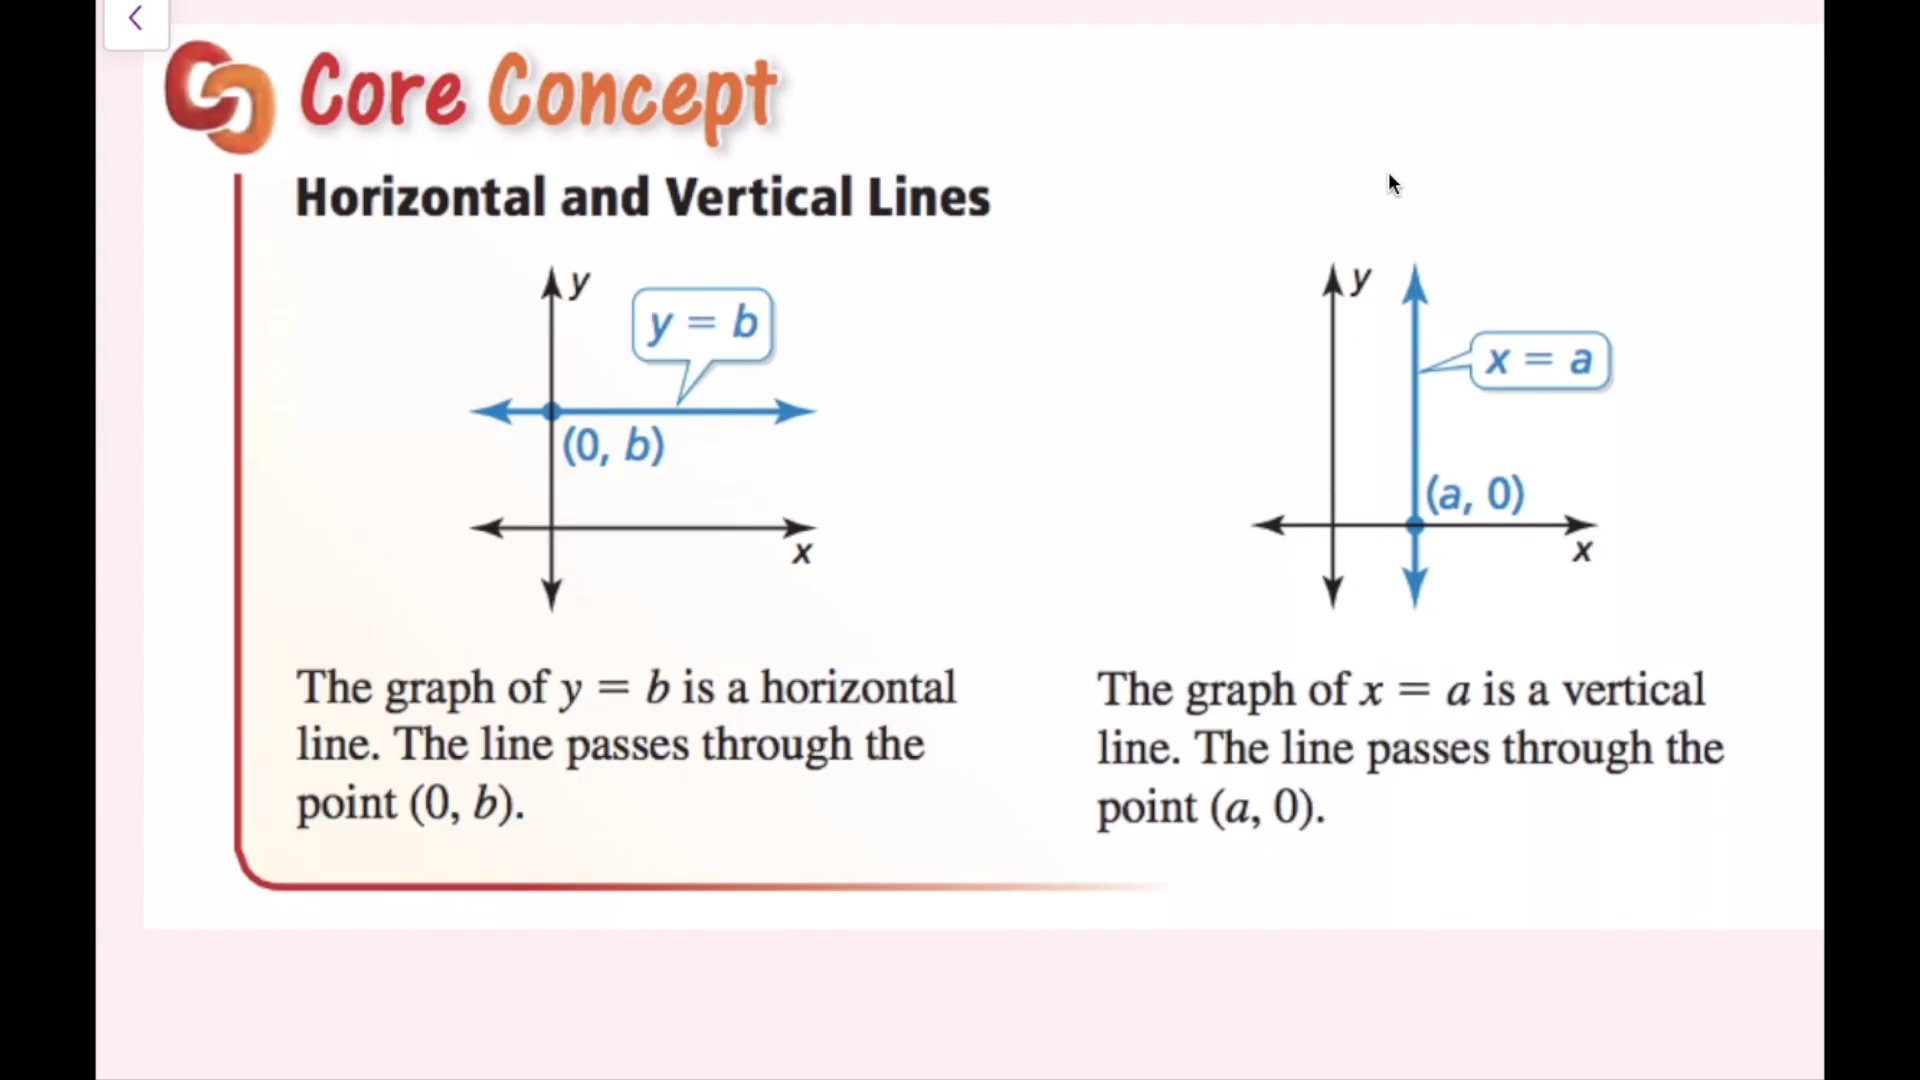 Core Concept
Horizontal and Vertical Lines
y
y = b
(0, b)
x
The graph of y = b is a horizontal
line. The line passes through the
point (0, b).
y
x = a
(a, 0)
x
The graph of x = a is a vertical
line. The line passes through the
point (a, 0).